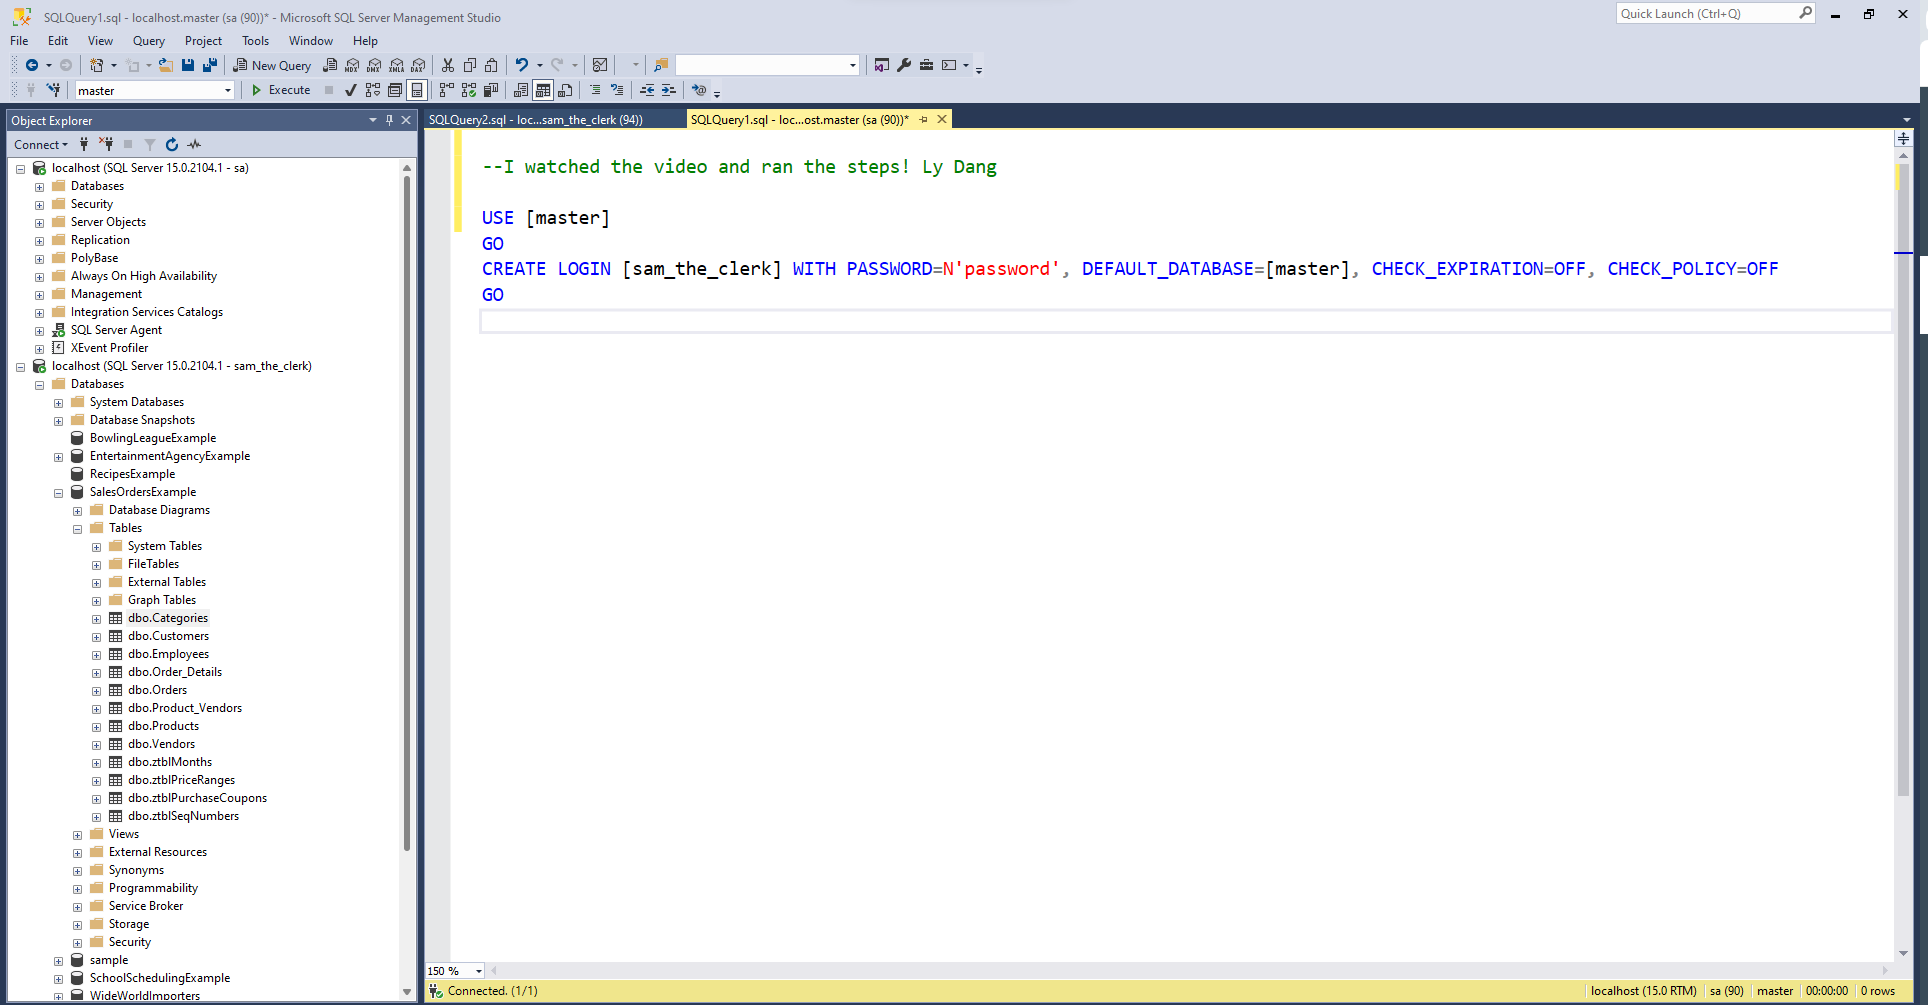 SQLQuery1.sql - localhost.master (sa (90))* - Microsoft SQL Server Management Studio
Quick Launch (Ctrl+Q)
File Edit View Query Project Tools Window Help
New Query MDX DMX XMLA DAX
master Execute
Object Explorer
SQLQuery2.sql - loc...sam_the_clerk (94))
SQLQuery1.sql - loc...ost.master (sa (90))*
Connect
localhost (SQL Server 15.0.2104.1 - sa)
Databases
Security
Server Objects
Replication
PolyBase
Always On High Availability
Management
Integration Services Catalogs
SQL Server Agent
XEvent Profiler
localhost (SQL Server 15.0.2104.1 - sam_the_clerk)
Databases
System Databases
Database Snapshots
BowlingLeagueExample
EntertainmentAgencyExample
RecipesExample
SalesOrdersExample
Database Diagrams
Tables
System Tables
FileTables
External Tables
Graph Tables
dbo.Categories
dbo.Customers
dbo.Employees
dbo.Order_Details
dbo.Orders
dbo.Product_Vendors
dbo.Products
dbo.Vendors
dbo.ztblMonths
dbo.ztblPriceRanges
dbo.ztblPurchaseCoupons
dbo.ztblSeqNumbers
Views
External Resources
Synonyms
Programmability
Service Broker
Storage
Security
sample
SchoolSchedulingExample
WideWorldImporters
--I watched the video and ran the steps! Ly Dang
USE [master]
GO
CREATE LOGIN [sam_the_clerk] WITH PASSWORD=N'password', DEFAULT_DATABASE=[master], CHECK_EXPIRATION=OFF, CHECK_POLICY=OFF
GO
150 %
Connected. (1/1)
localhost (15.0 RTM) sa (90) master 00:00:00 0 rows